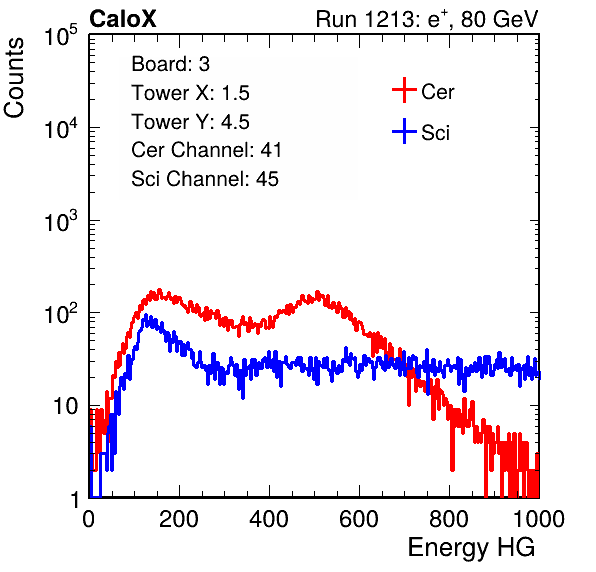 CaloX Run 1213: e⁺, 80 GeV
Counts
Board: 3
Tower X: 1.5
Tower Y: 4.5
Cer Channel: 41
Sci Channel: 45
Cer
Sci
10⁵
10⁴
10³
10²
10
1
0 200 400 600 800 1000
Energy HG